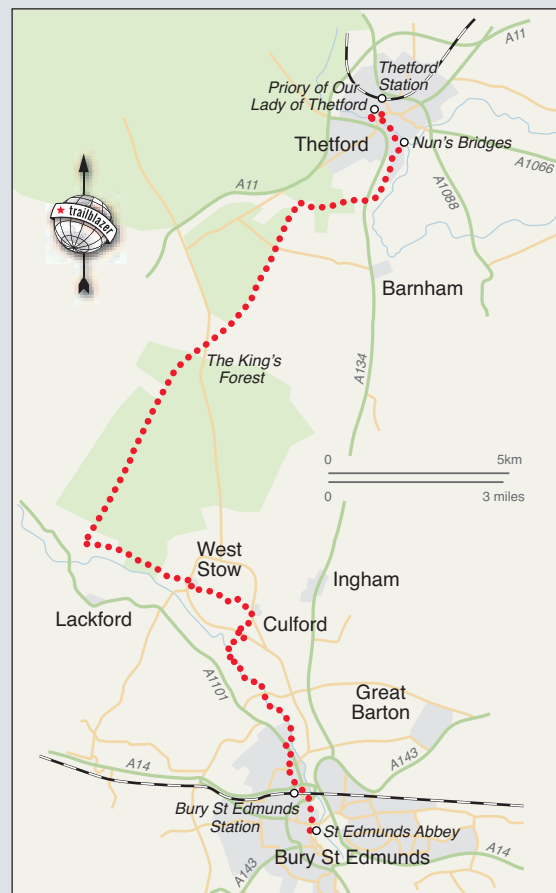 A11
Thetford
Station
Priory of Our
Lady of Thetford
Thetford
Nun's Bridges
A1066
A11
A1088
trailblazer
Barnham
The King's
Forest
A134
0 5km
0 3 miles
West
Stow
Ingham
Lackford
Culford
A1101
Great
Barton
A143
A14
Bury St Edmunds
Station
St Edmunds Abbey
A14
Bury St Edmunds
A143